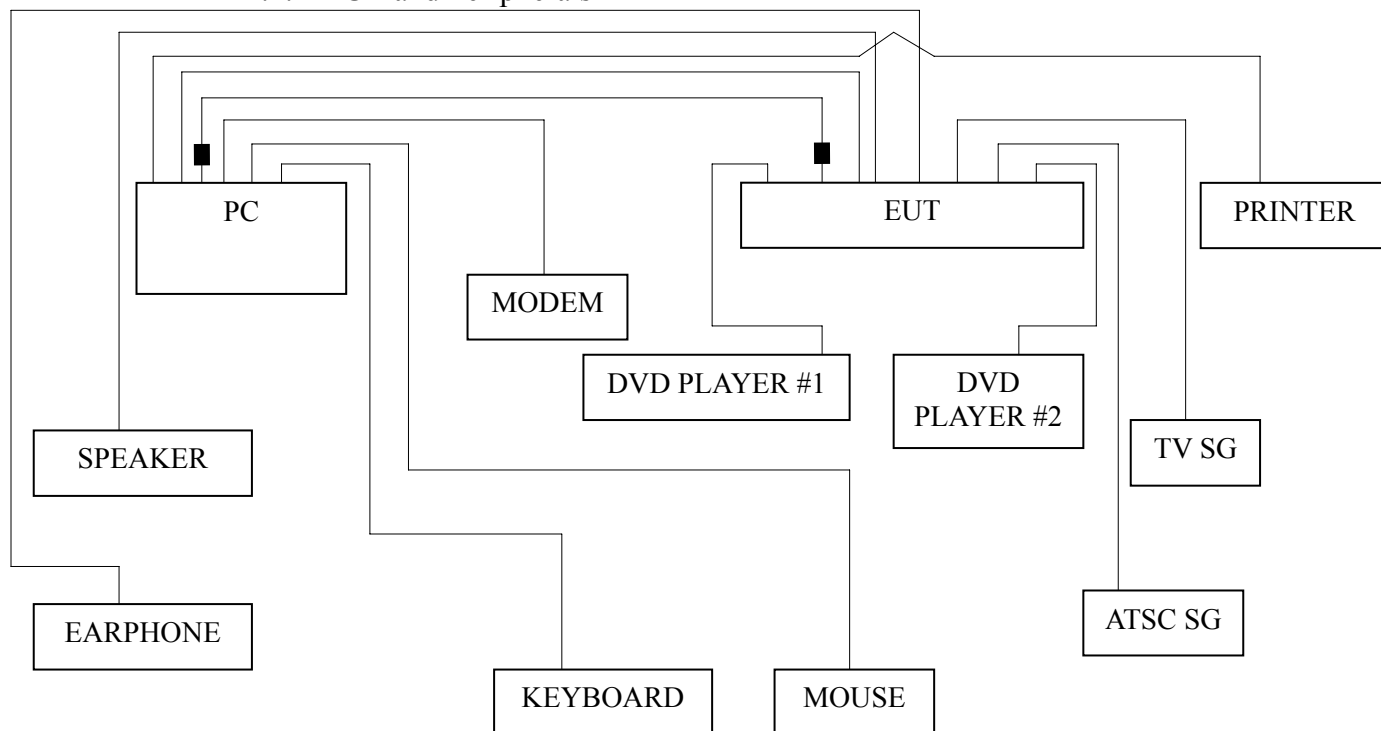 PC
EUT
PRINTER
MODEM
DVD PLAYER #1
DVD
PLAYER #2
TV SG
SPEAKER
EARPHONE
ATSC SG
KEYBOARD
MOUSE